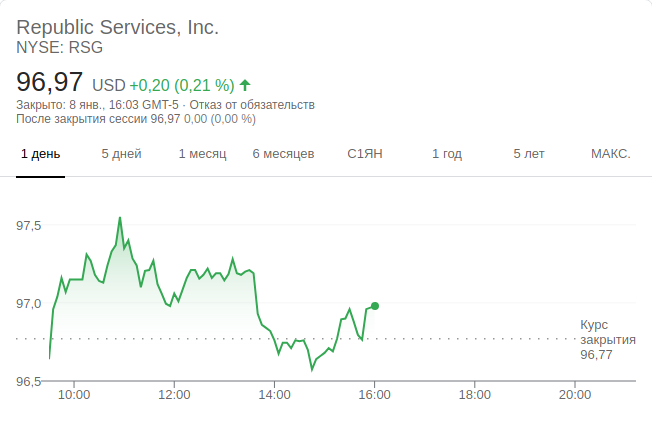 Republic Services, Inc.
NYSE: RSG
96,97 USD +0,20 (0,21 %)
Закрыто: 8 янв., 16:03 GMT-5 · Отказ от обязательств
После закрытия сессии 96,97 0,00 (0,00 %)
1 день 5 дней 1 месяц 6 месяцев С1ЯН 1 год 5 лет МАКС.
97,5
97,0
Курс
закрытия
96,77
96,5
10:00 12:00 14:00 16:00 18:00 20:00